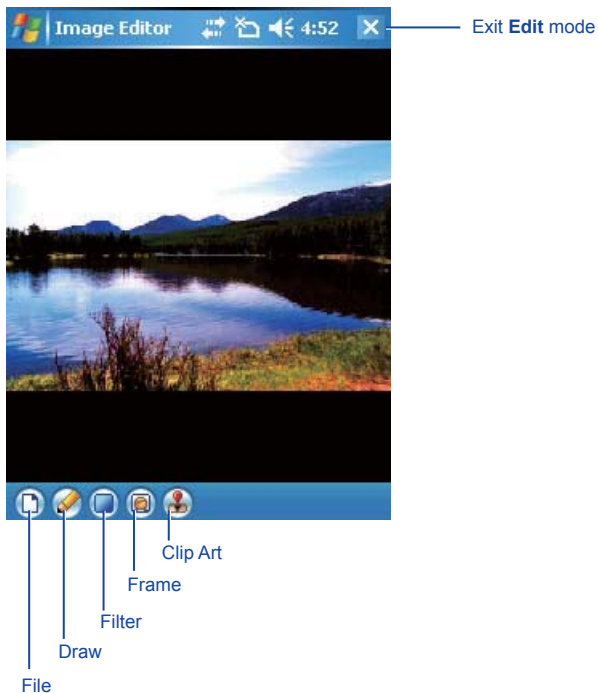 Image Editor 4:52
Exit Edit mode
Clip Art
Frame
Filter
Draw
File